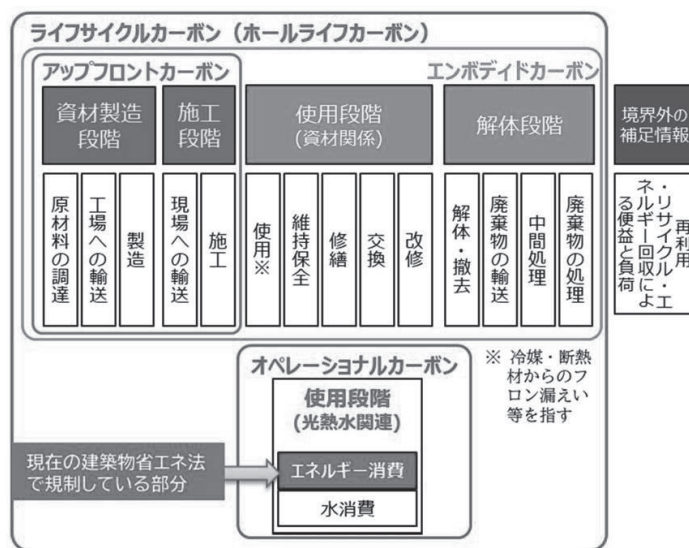 ライフサイクルカーボン（ホールライフカーボン）
アップフロントカーボン
エンボディドカーボン
資材製造
段階
施工
段階
使用段階
(資材関係)
解体段階
境界外の
補足情報
原材料の調達
工場への輸送
製造
現場への輸送
施工
使用※
維持保全
修繕
交換
改修
解体・撤去
廃棄物の輸送
中間処理
廃棄物の処理
再利用
・リサイクル・エ
ネルギー回収によ
る便益と負荷
オペレーショナルカーボン
使用段階
(光熱水関連)
エネルギー消費
水消費
※ 冷媒・断熱
材からのフ
ロン漏えい
等を指す
現在の建築物省エネ法
で規制している部分